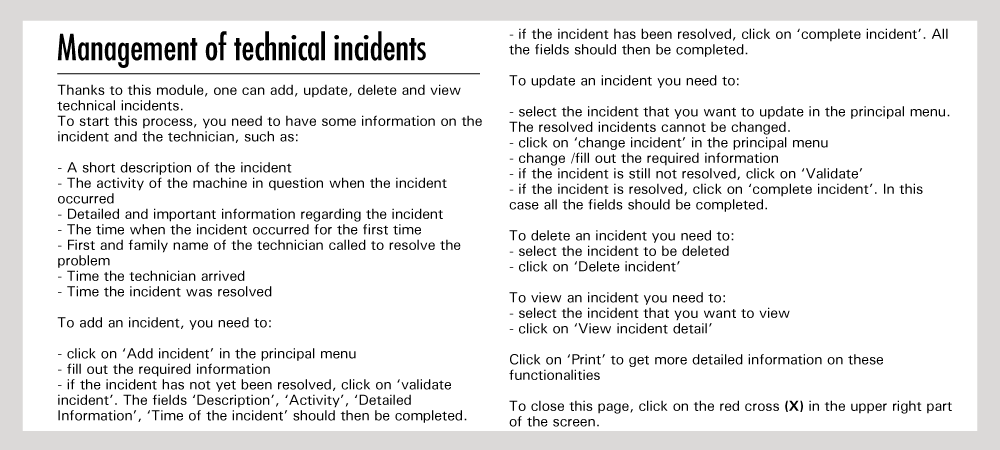 Management of technical incidents
Thanks to this module, one can add, update, delete and view
technical incidents.
To start this process, you need to have some information on the
incident and the technician, such as:
- A short description of the incident
- The activity of the machine in question when the incident
occurred
- Detailed and important information regarding the incident
- The time when the incident occurred for the first time
- First and family name of the technician called to resolve the
problem
- Time the technician arrived
- Time the incident was resolved
To add an incident, you need to:
- click on ‘Add incident’ in the principal menu
- fill out the required information
- if the incident has not yet been resolved, click on ‘validate
incident’. The fields ‘Description’, ‘Activity’, ‘Detailed
Information’, ‘Time of the incident’ should then be completed.
- if the incident has been resolved, click on ‘complete incident’. All
the fields should then be completed.
To update an incident you need to:
- select the incident that you want to update in the principal menu.
The resolved incidents cannot be changed.
- click on ‘change incident’ in the principal menu
- change /fill out the required information
- if the incident is still not resolved, click on ‘Validate’
- if the incident is resolved, click on ‘complete incident’. In this
case all the fields should be completed.
To delete an incident you need to:
- select the incident to be deleted
- click on ‘Delete incident’
To view an incident you need to:
- select the incident that you want to view
- click on ‘View incident detail’
Click on ‘Print’ to get more detailed information on these
functionalities
To close this page, click on the red cross (X) in the upper right part
of the screen.